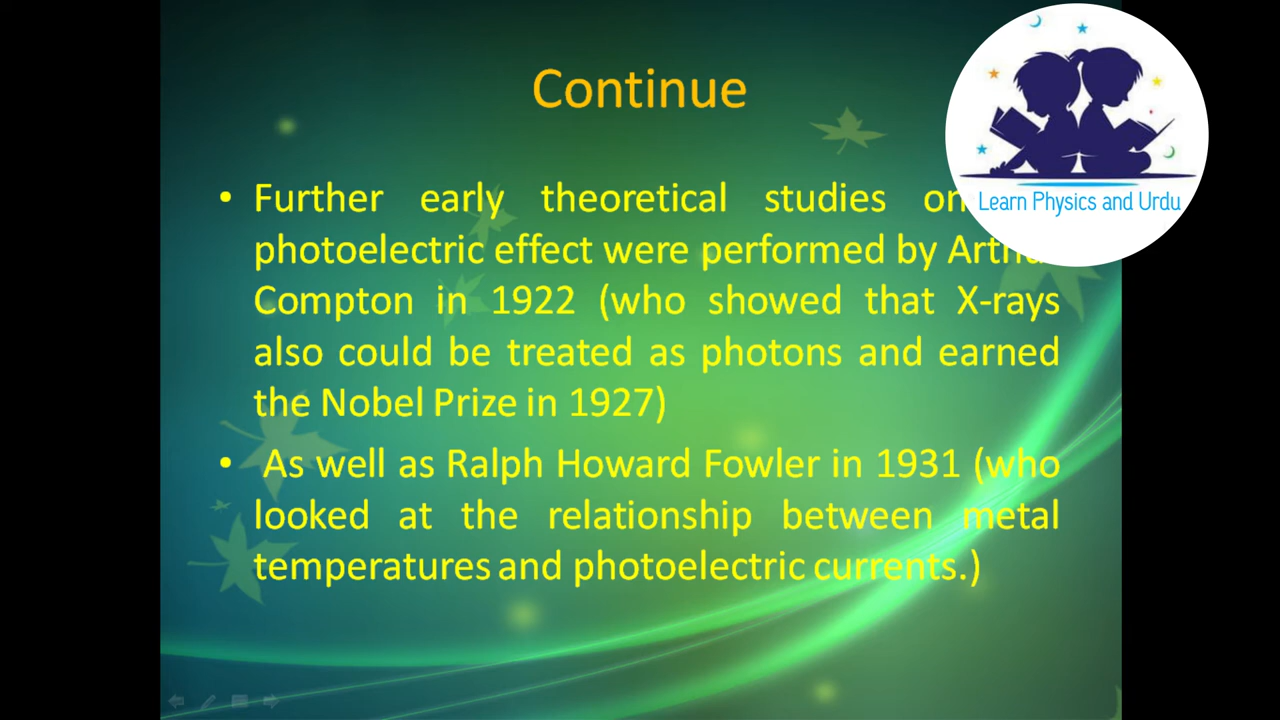 Continue
• Further early theoretical studies on
photoelectric effect were performed by
Compton in 1922 (who showed that X-rays
also could be treated as photons and earned
the Nobel Prize in 1927)
• As well as Ralph Howard Fowler in 1931 (who
looked at the relationship between metal
temperatures and photoelectric currents.)
Learn Physics and Urdu